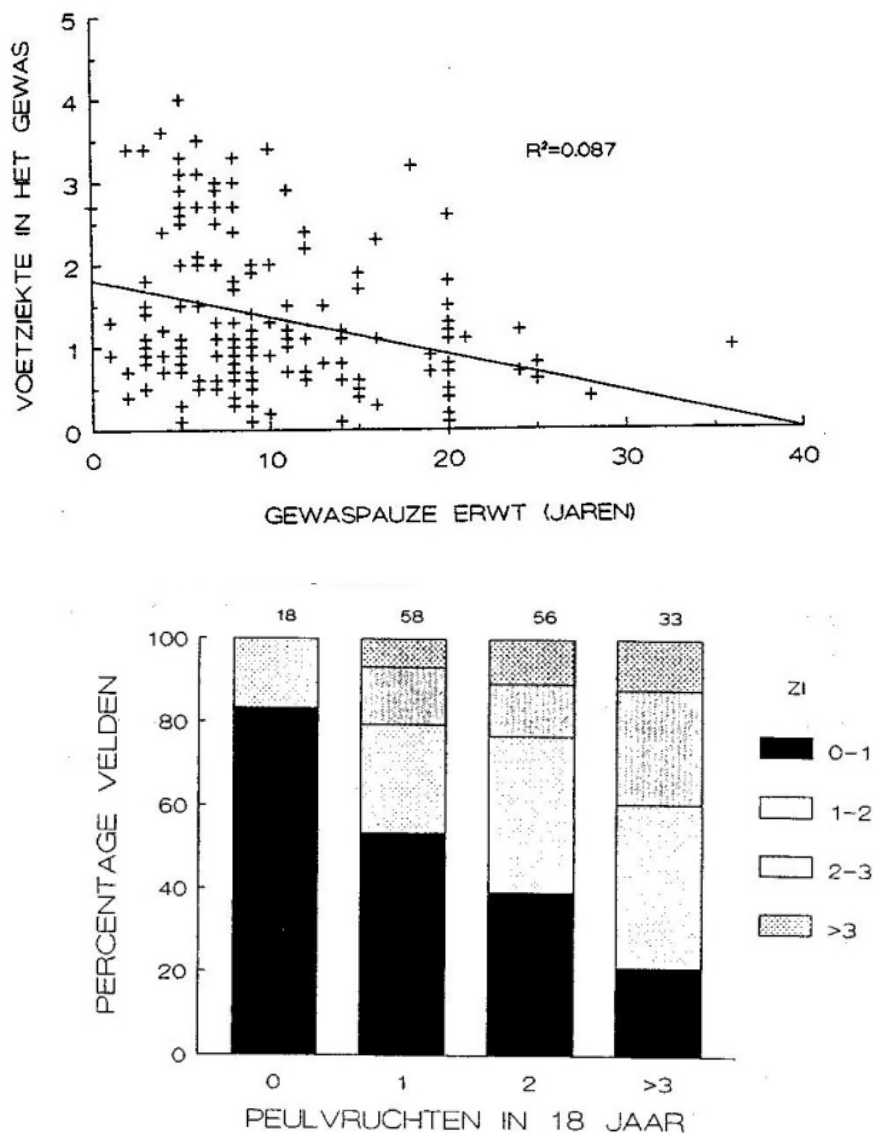 VOETZIEKTE IN HET GEWAS
5
4
3
2
1
0
R²=0.087
0 10 20 30 40
GEWASPAUZE ERWT (JAREN)
18 58 56 33
PERCENTAGE VELDEN
100
80
60
40
20
0
ZI
0-1
1-2
2-3
>3
0 1 2 >3
PEULVRUCHTEN IN 18 JAAR